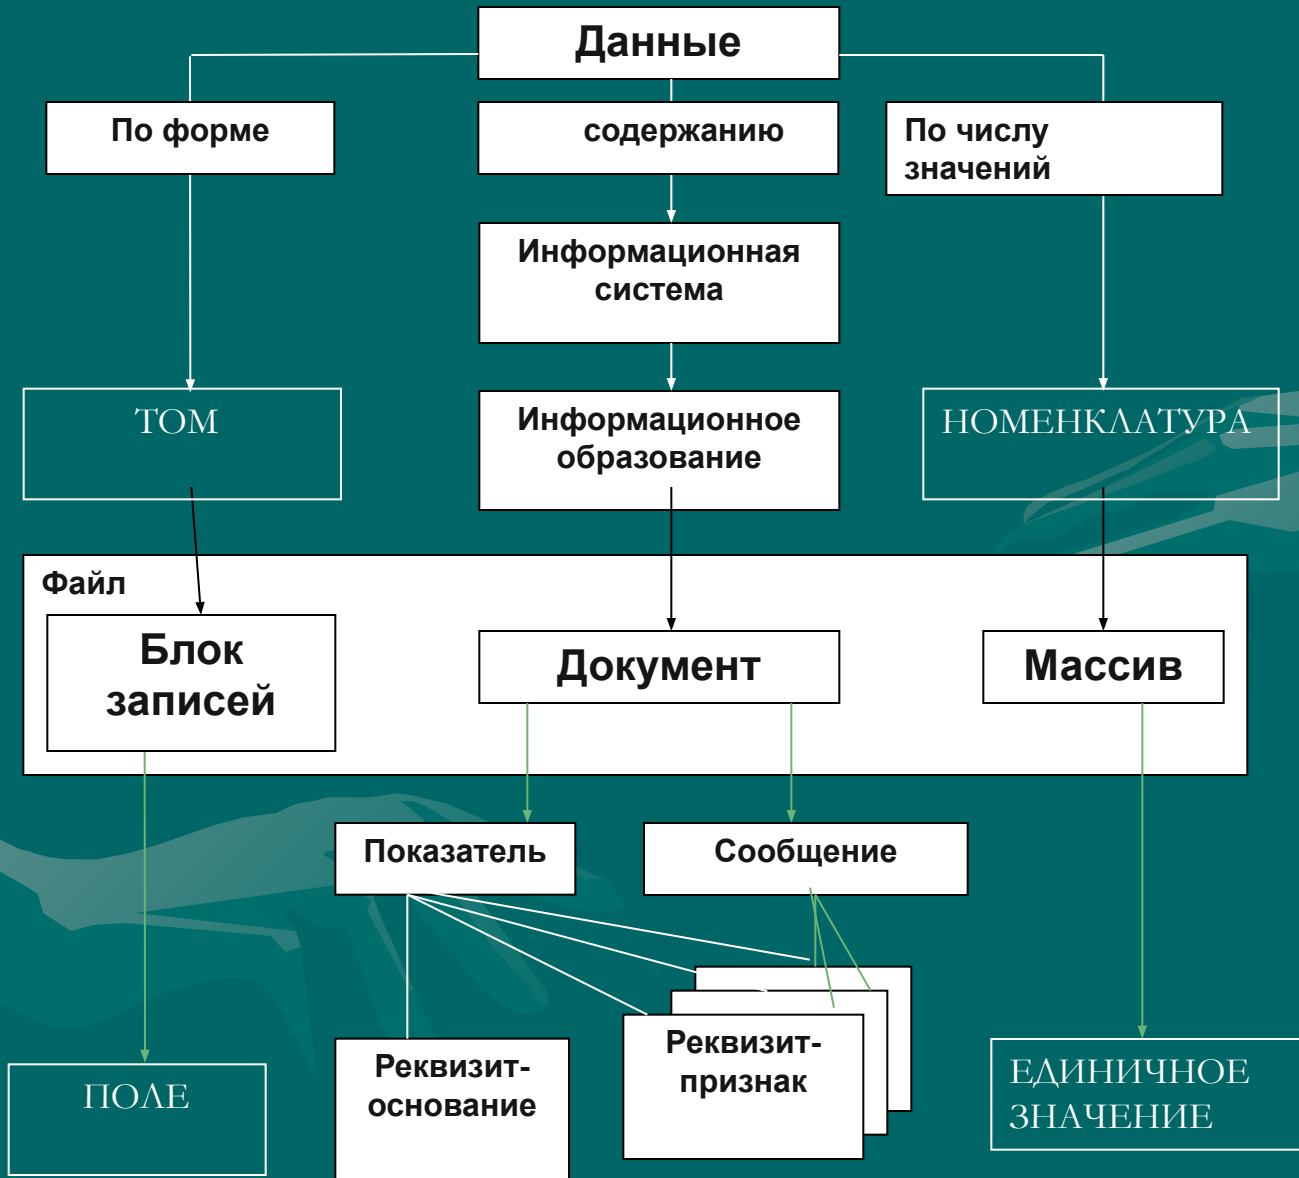 Данные
По форме
содержанию
По числу
значений
Информационная
система
ТОМ
Информационное
образование
НОМЕНКЛАТУРА
Файл
Блок
записей
Документ
Массив
Показатель
Сообщение
Реквизит-
основание
Реквизит-
признак
ПОЛЕ
ЕДИНИЧНОЕ
ЗНАЧЕНИЕ